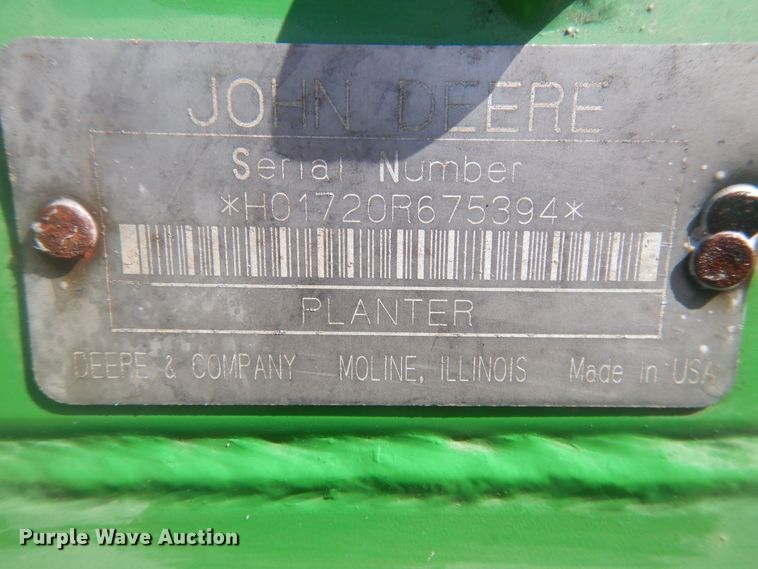 JOHN DEERE
Serial Number
*H01720R675394*
PLANTER
DEERE & COMPANY MOLINE, ILLINOIS Made in USA
Purple Wave Auction